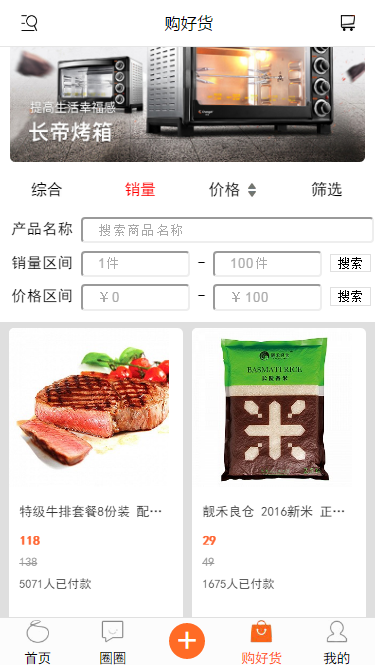 购好货
提高生活幸福感
长帝烤箱
综合 销量 价格 筛选
产品名称 搜索商品名称
销量区间 1件 - 100件 搜索
价格区间 ¥0 - ¥100 搜索
BASMATI RICE
特级牛排套餐8份装 配…
118
138
5071人已付款
靓禾良仓 2016新米 正…
29
49
1675人已付款
首页 圈圈 购好货 我的